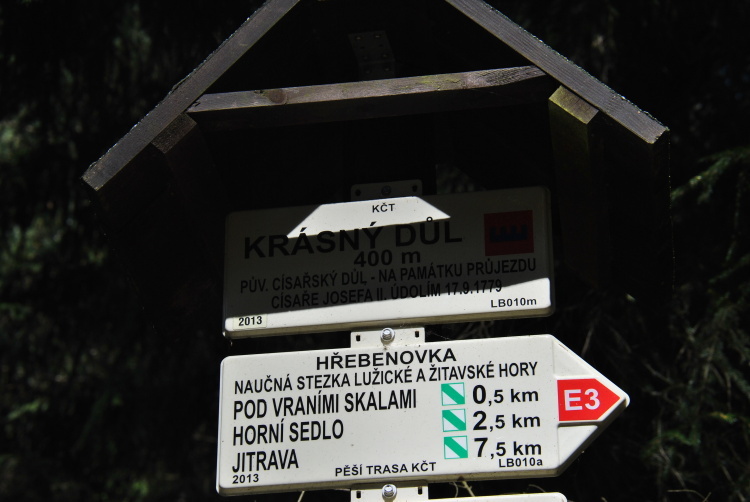 KČT
KRÁSNÝ DŮL
400 m
PŮV. CÍSAŘSKÝ DŮL - NA PAMÁTKU PRŮJEZDU
CÍSAŘE JOSEFA II. ÚDOLÍM 17.9.1779
2013 LB010m
HŘEBENOVKA
NAUČNÁ STEZKA LUŽICKÉ A ŽITAVSKÉ HORY
POD VRANÍMI SKALAMI 0,5 km
HORNÍ SEDLO 2,5 km
JITRAVA 7,5 km
E3
2013 PĚŠÍ TRASA KČT LB010a